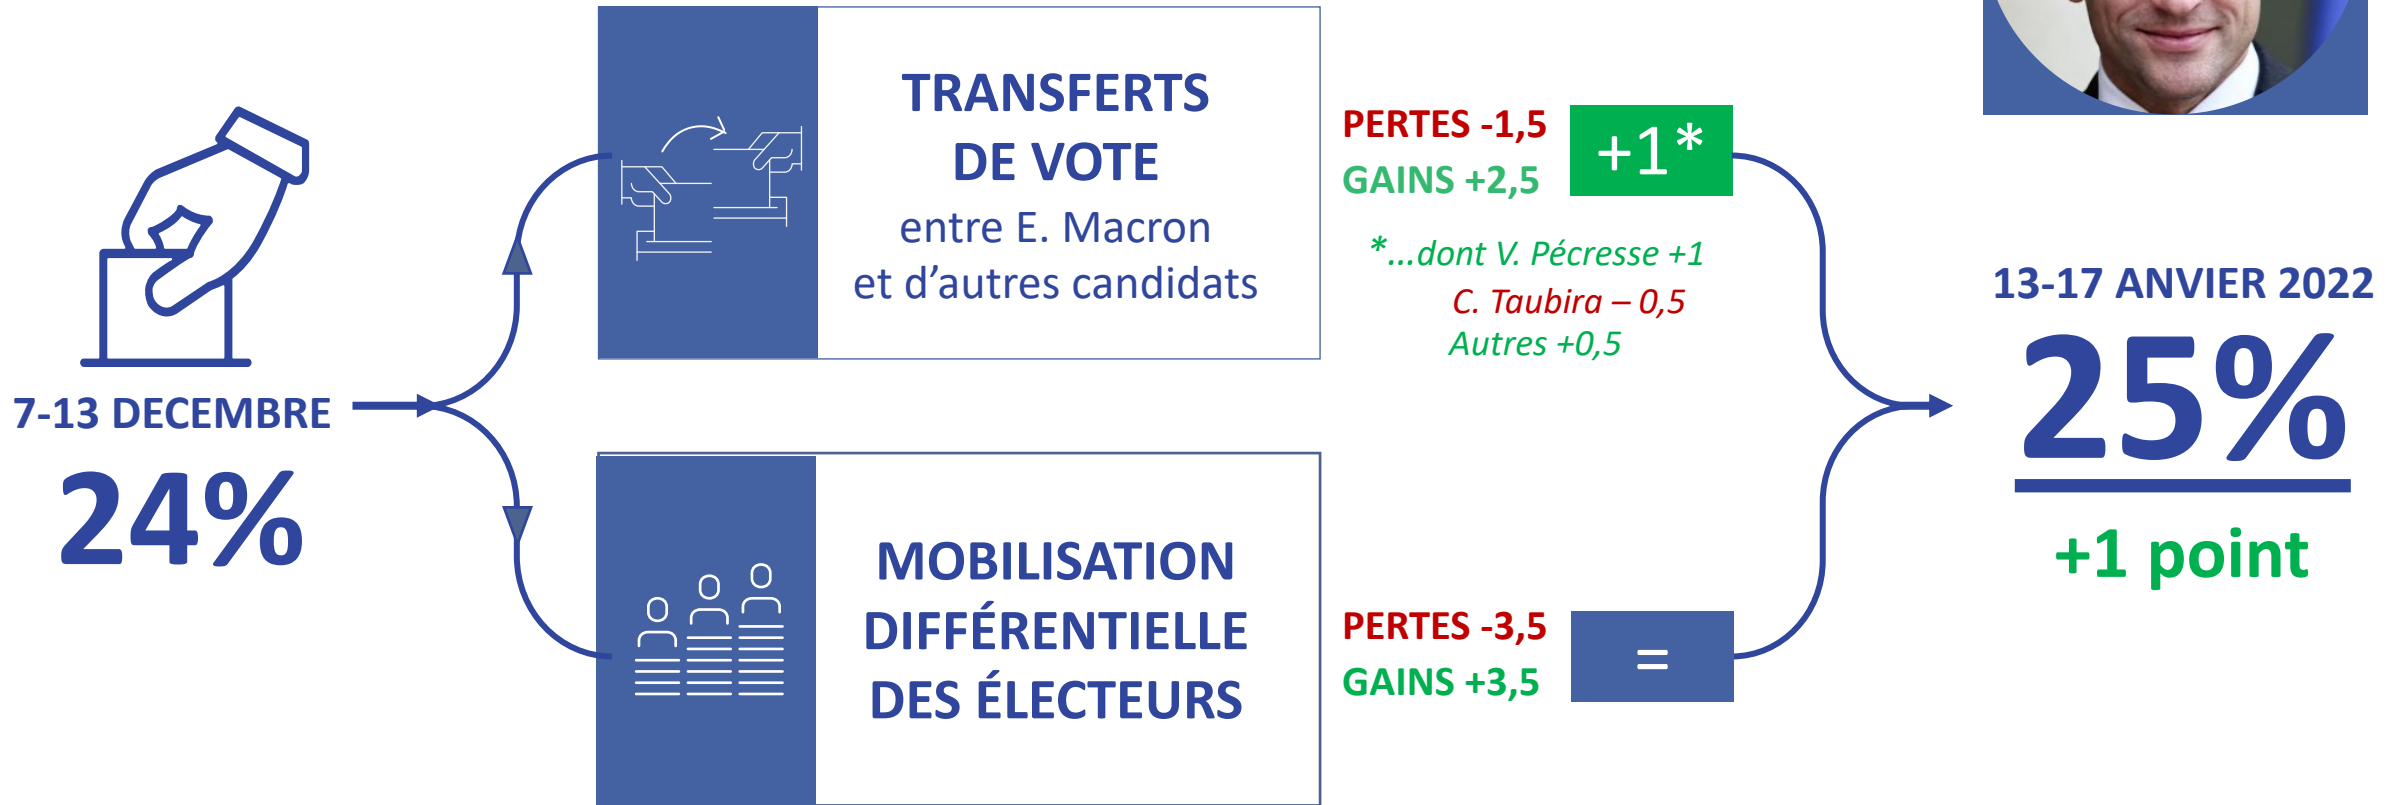 7-13 DECEMBRE
24%
TRANSFERTS
DE VOTE
entre E. Macron
et d’autres candidats
PERTES -1,5
GAINS +2,5
+1*
*...dont V. Pécresse +1
C. Taubira – 0,5
Autres +0,5
MOBILISATION
DIFFÉRENTIELLE
DES ÉLECTEURS
PERTES -3,5
GAINS +3,5
=
13-17 ANVIER 2022
25%
+1 point